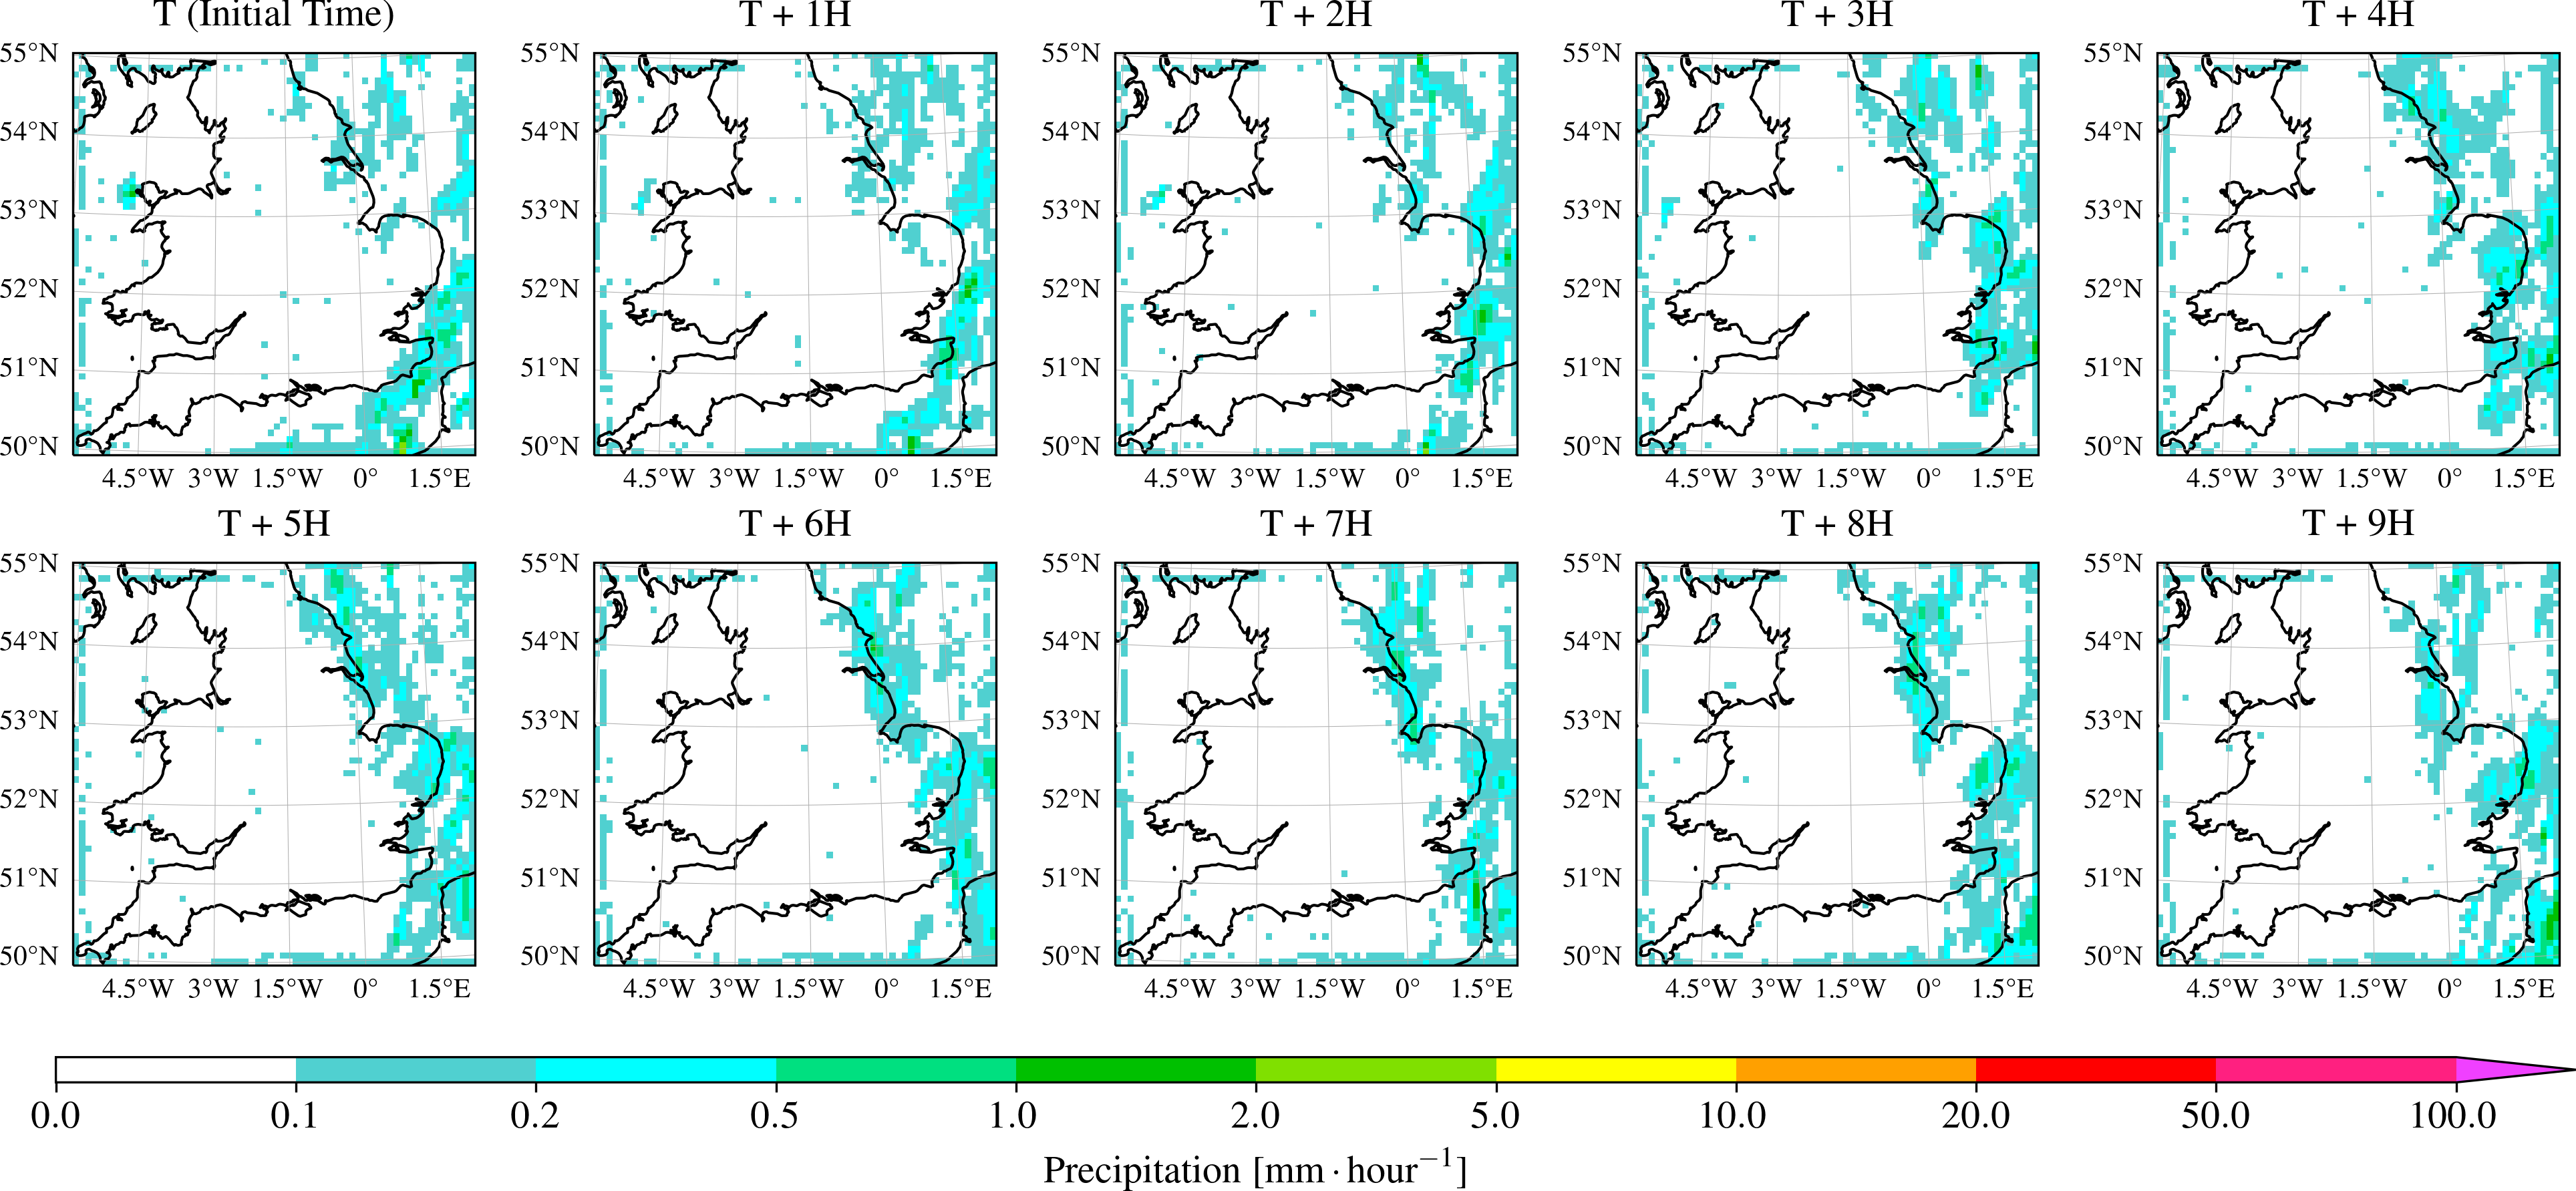 T (Initial Time) T + 1H T + 2H T + 3H T + 4H
55°N 55°N 55°N 55°N 55°N
54°N 54°N 54°N 54°N 54°N
53°N 53°N 53°N 53°N 53°N
52°N 52°N 52°N 52°N 52°N
51°N 51°N 51°N 51°N 51°N
50°N 50°N 50°N 50°N 50°N
4.5°W 3°W 1.5°W 0° 1.5°E 4.5°W 3°W 1.5°W 0° 1.5°E 4.5°W 3°W 1.5°W 0° 1.5°E 4.5°W 3°W 1.5°W 0° 1.5°E 4.5°W 3°W 1.5°W 0° 1.5°E
T + 5H T + 6H T + 7H T + 8H T + 9H
55°N 55°N 55°N 55°N 55°N
54°N 54°N 54°N 54°N 54°N
53°N 53°N 53°N 53°N 53°N
52°N 52°N 52°N 52°N 52°N
51°N 51°N 51°N 51°N 51°N
50°N 50°N 50°N 50°N 50°N
4.5°W 3°W 1.5°W 0° 1.5°E 4.5°W 3°W 1.5°W 0° 1.5°E 4.5°W 3°W 1.5°W 0° 1.5°E 4.5°W 3°W 1.5°W 0° 1.5°E 4.5°W 3°W 1.5°W 0° 1.5°E
0.0 0.1 0.2 0.5 1.0 2.0 5.0 10.0 20.0 50.0 100.0
Precipitation [mm · hour⁻¹]